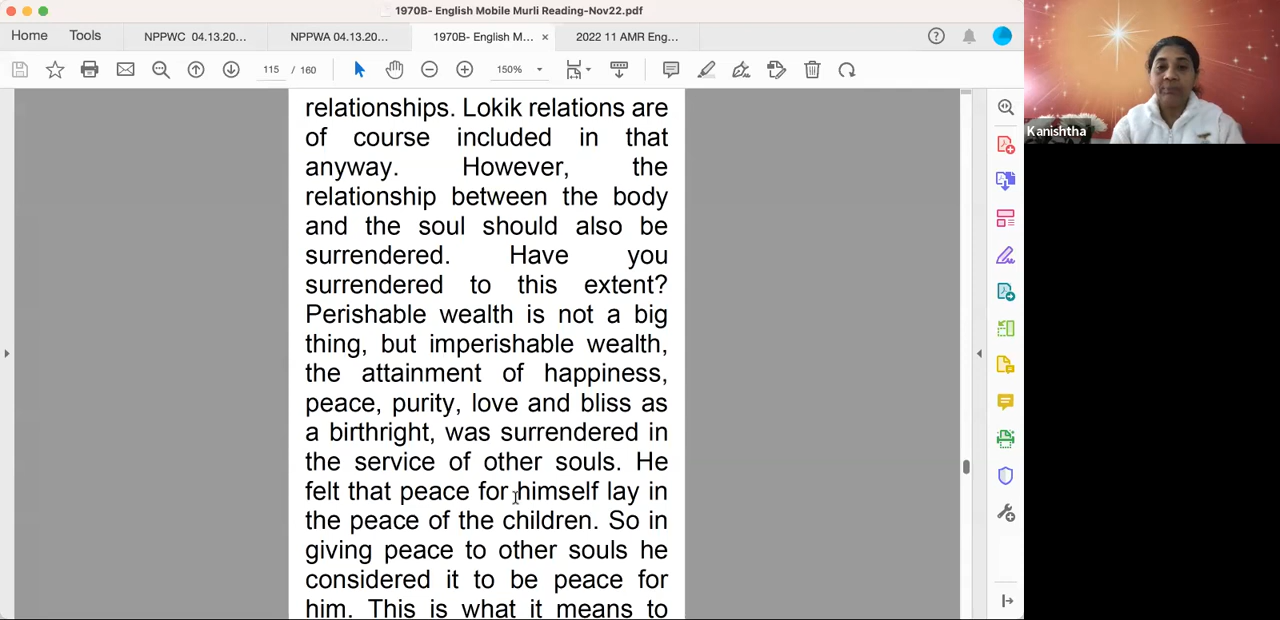 1970B- English Mobile Murli Reading-Nov22.pdf
Home
Tools
NPPWC 04.13.20...
NPPWA 04.13.20...
1970B- English M... ×
2022 11 AMR Eng...
115 / 160
150%
relationships. Lokik relations are
of course included in that
anyway. However, the
relationship between the body
and the soul should also be
surrendered. Have you
surrendered to this extent?
Perishable wealth is not a big
thing, but imperishable wealth,
the attainment of happiness,
peace, purity, love and bliss as
a birthright, was surrendered in
the service of other souls. He
felt that peace for himself lay in
the peace of the children. So in
giving peace to other souls he
considered it to be peace for
him. This is what it means to
Kanishtha